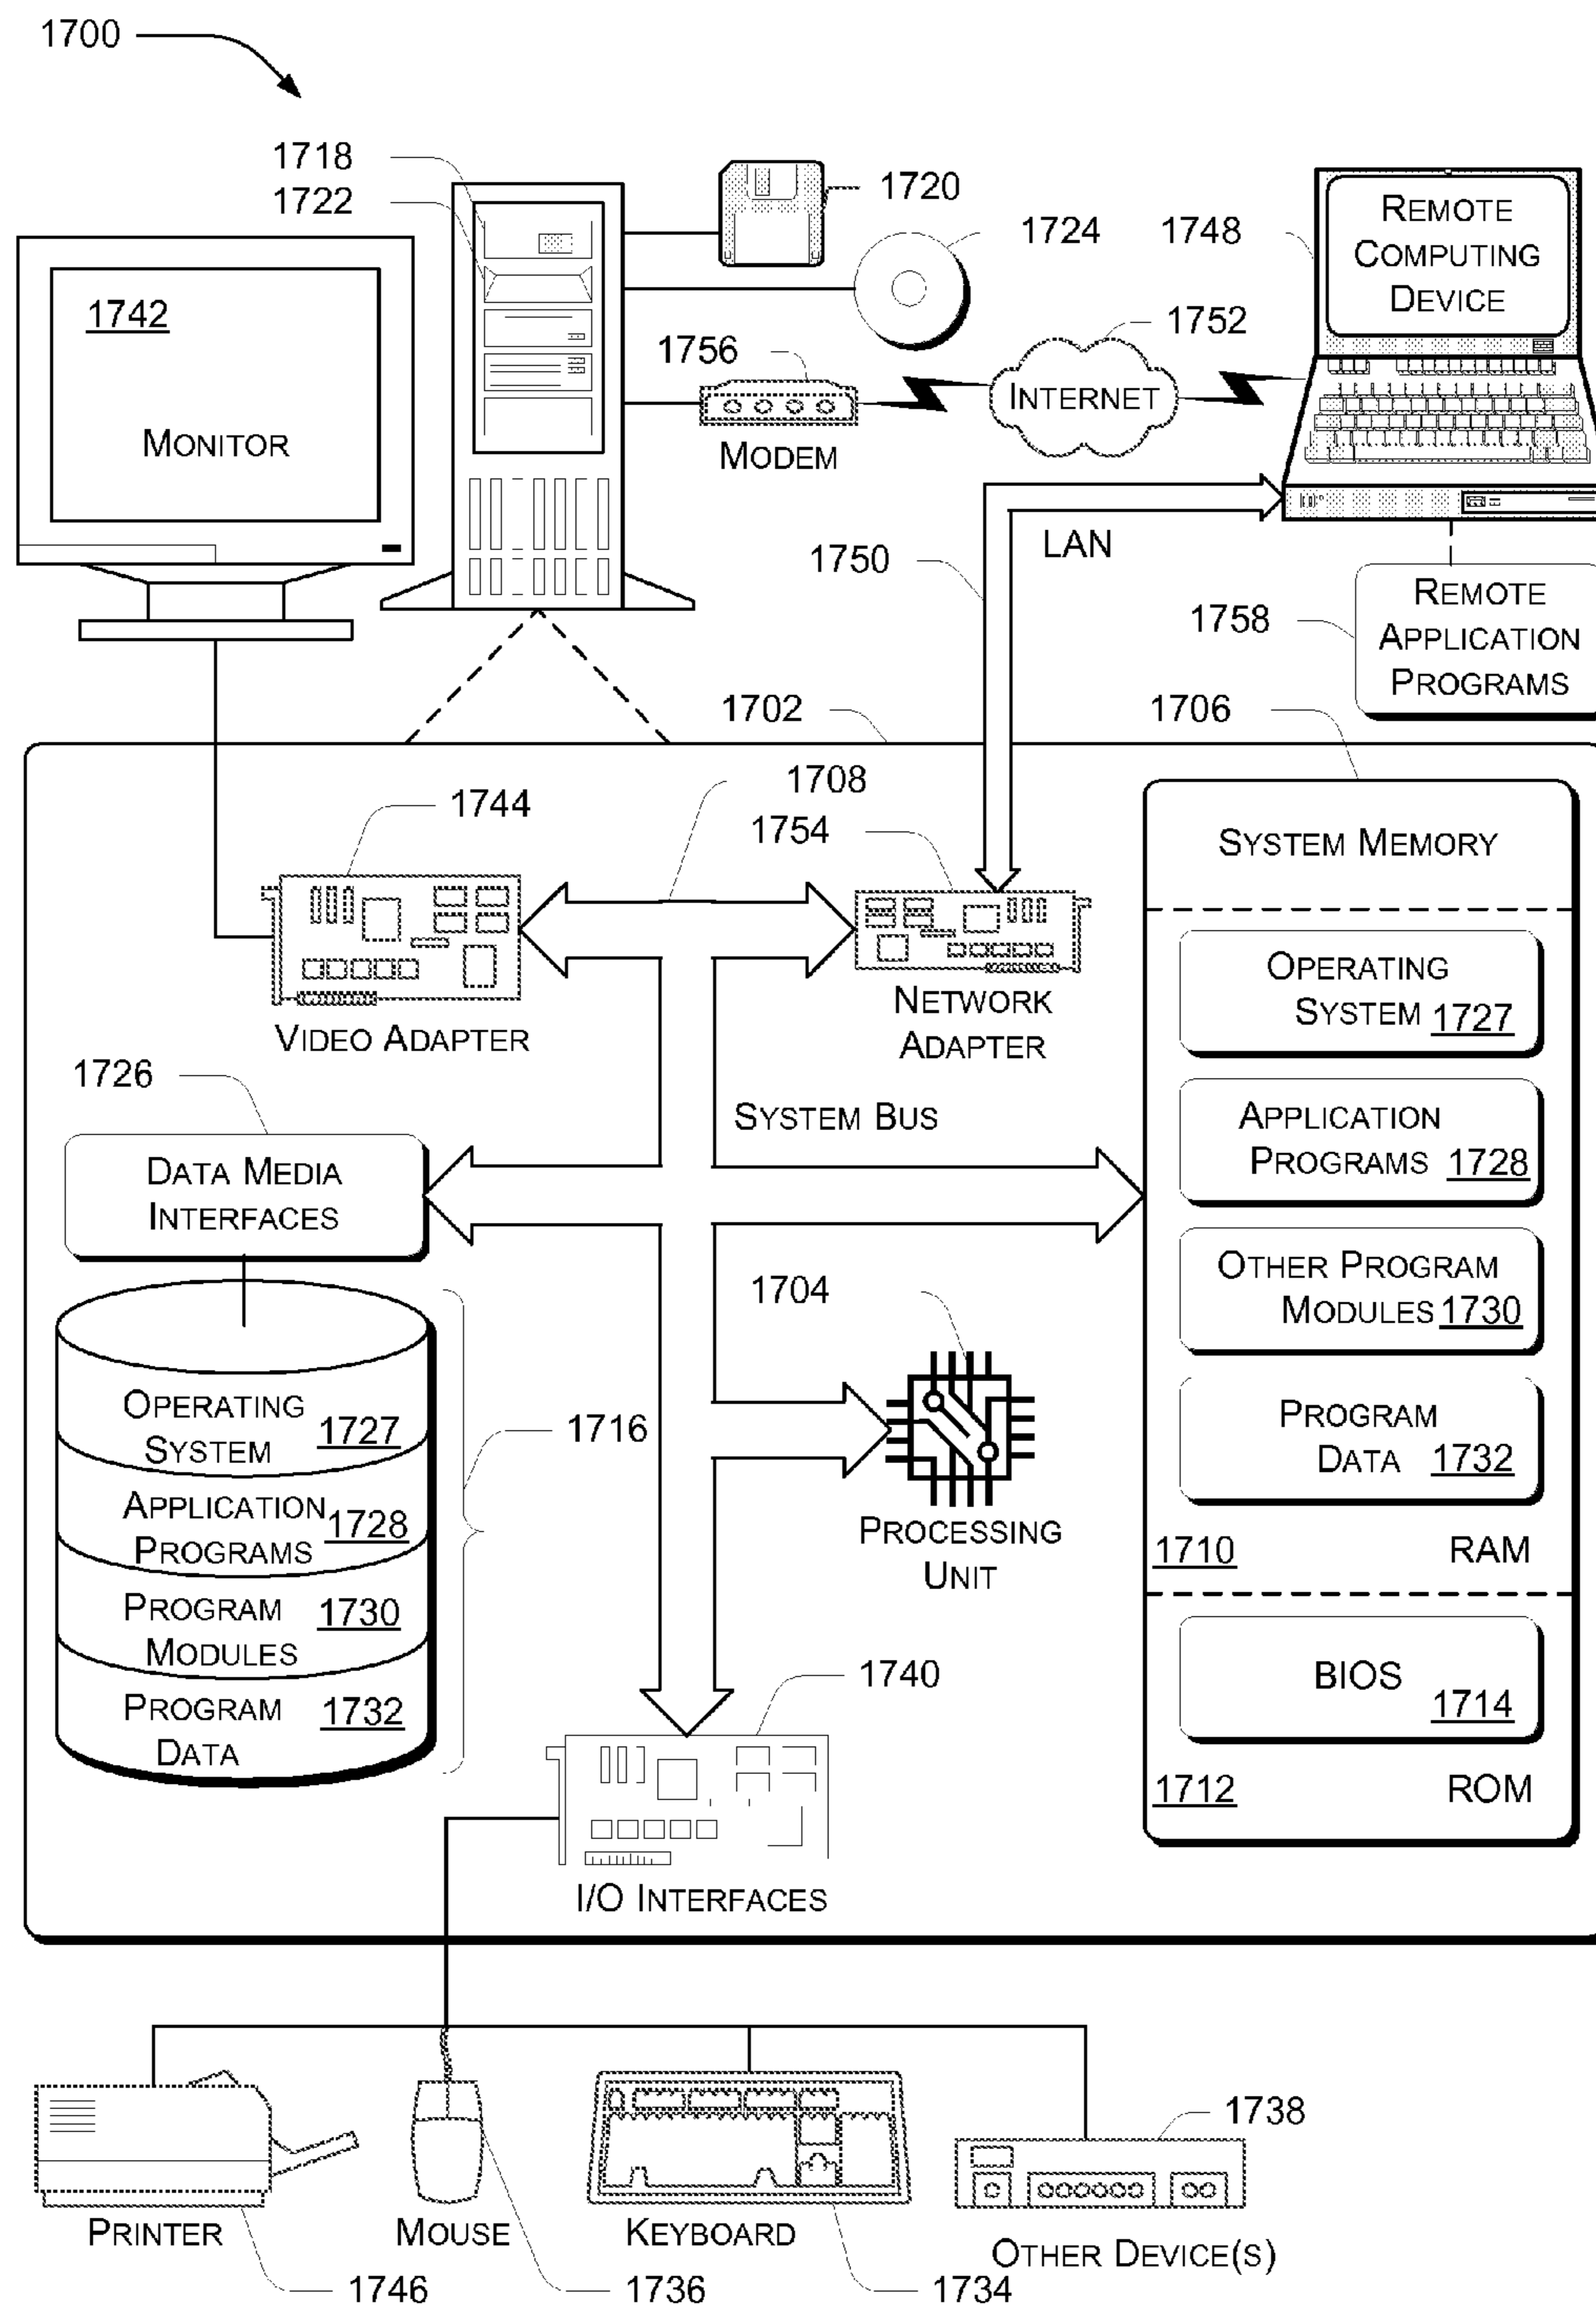 1700
1718
1722
1720
1724
1748
REMOTE
COMPUTING
DEVICE
1742
MONITOR
1756
MODEM
1752
INTERNET
1750
LAN
1758
REMOTE
APPLICATION
PROGRAMS
1702
1706
1744
1708
1754
VIDEO ADAPTER
NETWORK
ADAPTER
SYSTEM MEMORY
OPERATING
SYSTEM 1727
APPLICATION
PROGRAMS 1728
OTHER PROGRAM
MODULES 1730
PROGRAM
DATA 1732
1710 RAM
BIOS
1714
1712 ROM
1726
DATA MEDIA
INTERFACES
SYSTEM BUS
1704
PROCESSING
UNIT
OPERATING
SYSTEM 1727
APPLICATION
PROGRAMS 1728
PROGRAM
MODULES 1730
PROGRAM
DATA 1732
1716
1740
I/O INTERFACES
PRINTER
1746
MOUSE
1736
KEYBOARD
1734
1738
OTHER DEVICE(S)